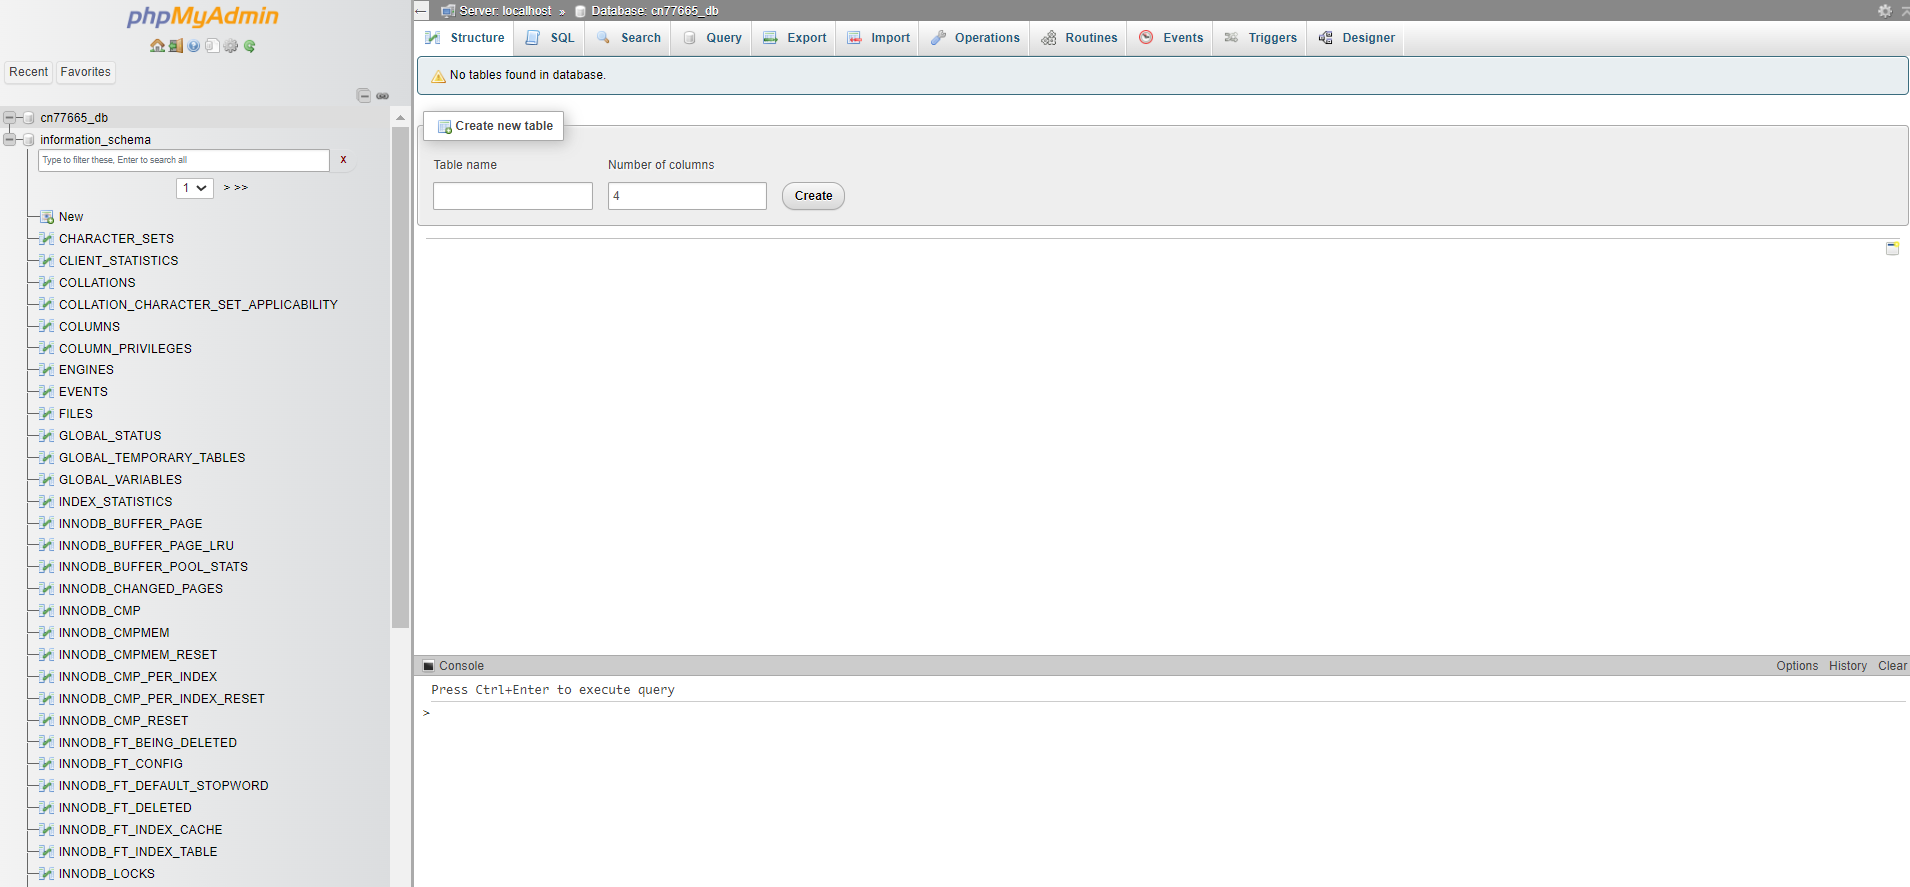 phpMyAdmin
Recent
Favorites
cn77665_db
information_schema
Type to filter these, Enter to search all
X
1
> >>
New
CHARACTER_SETS
CLIENT_STATISTICS
COLLATIONS
COLLATION_CHARACTER_SET_APPLICABILITY
COLUMNS
COLUMN_PRIVILEGES
ENGINES
EVENTS
FILES
GLOBAL_STATUS
GLOBAL_TEMPORARY_TABLES
GLOBAL_VARIABLES
INDEX_STATISTICS
INNODB_BUFFER_PAGE
INNODB_BUFFER_PAGE_LRU
INNODB_BUFFER_POOL_STATS
INNODB_CHANGED_PAGES
INNODB_CMP
INNODB_CMPMEM
INNODB_CMPMEM_RESET
INNODB_CMP_PER_INDEX
INNODB_CMP_PER_INDEX_RESET
INNODB_CMP_RESET
INNODB_FT_BEING_DELETED
INNODB_FT_CONFIG
INNODB_FT_DEFAULT_STOPWORD
INNODB_FT_DELETED
INNODB_FT_INDEX_CACHE
INNODB_FT_INDEX_TABLE
INNODB_LOCKS
Server: localhost » Database: cn77665_db
Structure SQL Search Query Export Import Operations Routines Events Triggers Designer
No tables found in database.
Create new table
Table name Number of columns
4 Create
Console Options History Clear
Press Ctrl+Enter to execute query
>